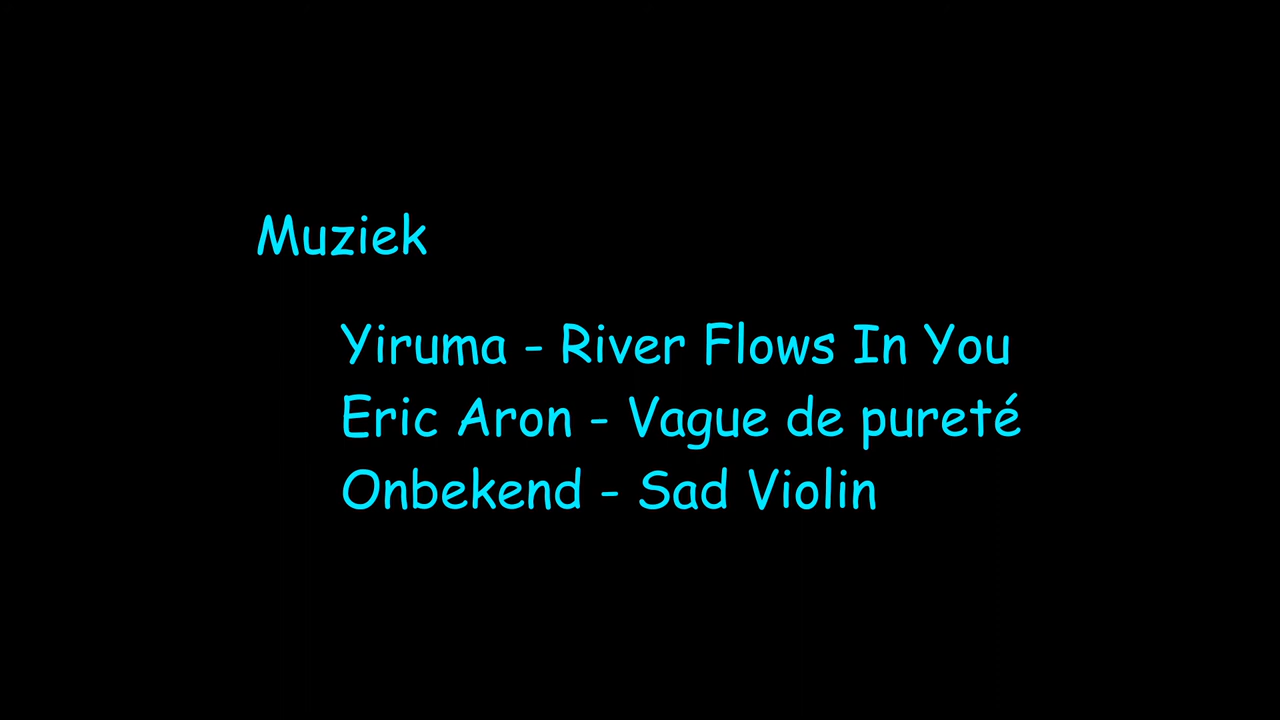 Muziek
Yiruma - River Flows In You
Eric Aron - Vague de pureté
Onbekend - Sad Violin